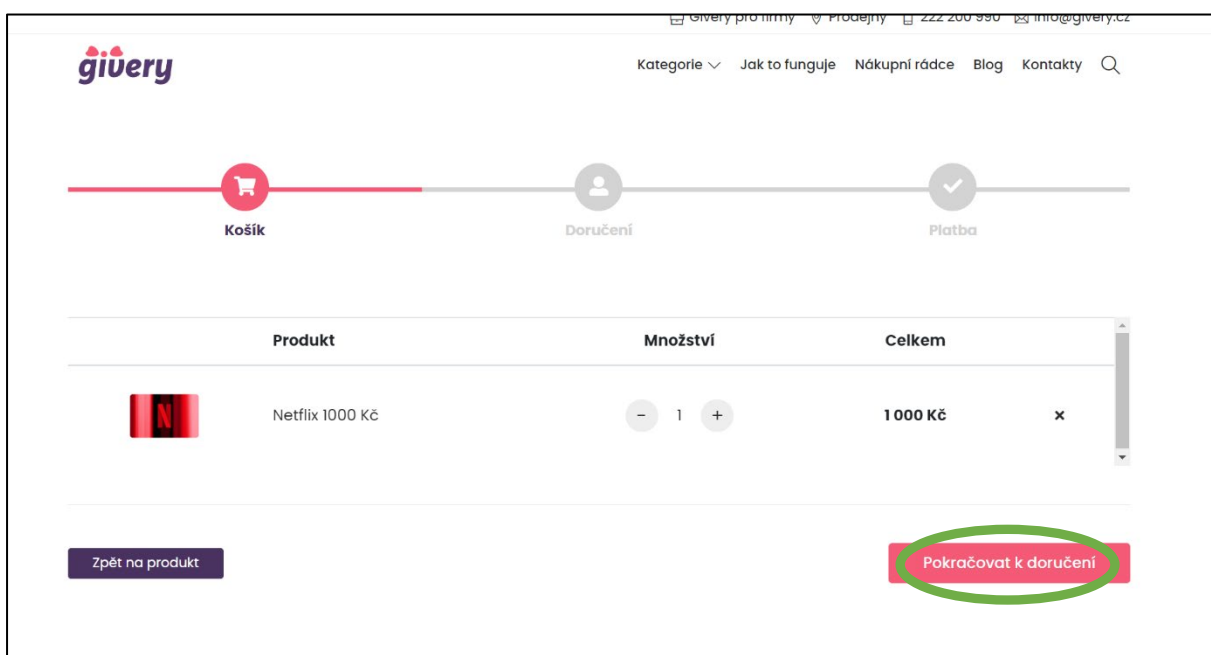 Givery pro firmy Prodejny 222 200 990 info@givery.cz
givery
Kategorie Jak to funguje Nákupní rádce Blog Kontakty
Košík Doručení Platba
Produkt Množství Celkem
N Netflix 1000 Kč - 1 + 1 000 Kč ×
Zpět na produkt Pokračovat k doručení